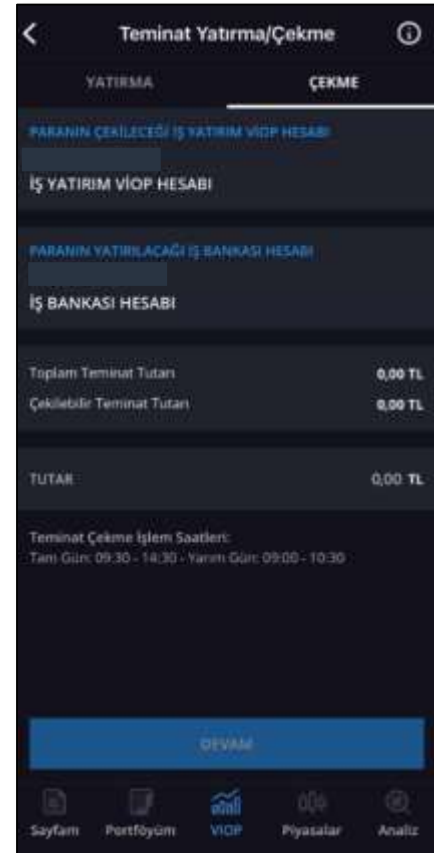 Teminat Yatırma/Çekme
YATIRMA ÇEKME
PARANIN ÇEKİLECEĞİ İŞ YATIRIM VİOP HESABI
İŞ YATIRIM VİOP HESABI
PARANIN YATIRILACAĞI İŞ BANKASI HESABI
İŞ BANKASI HESABI
Toplam Teminat Tutarı 0,00 TL
Çekilebilir Teminat Tutarı 0,00 TL
TUTAR 0,00 TL
Teminat Çekme İşlem Saatleri:
Tam Gün: 09:30 - 14:30 - Yarım Gün: 09:00 - 10:30
DEVAM
Sayfam Portföyüm VIOP Piyasalar Analiz